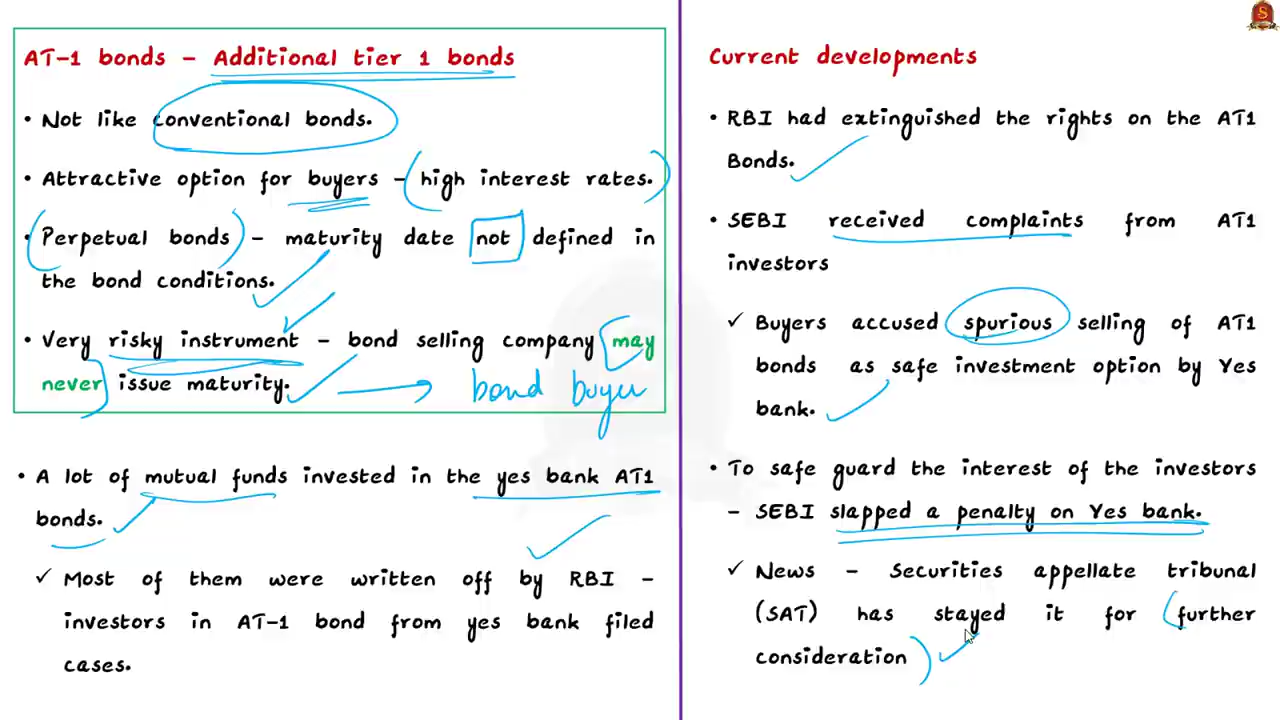 AT-1 bonds – Additional tier 1 bonds
• Not like conventional bonds.
• Attractive option for buyers – high interest rates.
• Perpetual bonds – maturity date not defined in
the bond conditions.
• Very risky instrument – bond selling company may
never issue maturity.
bond buyer
• A lot of mutual funds invested in the yes bank AT1
bonds.
✓ Most of them were written off by RBI –
investors in AT-1 bond from yes bank filed
cases.
Current developments
• RBI had extinguished the rights on the AT1
Bonds.
• SEBI received complaints from AT1
investors
✓ Buyers accused spurious selling of AT1
bonds as safe investment option by Yes
bank.
• To safe guard the interest of the investors
– SEBI slapped a penalty on Yes bank.
✓ News – Securities appellate tribunal
(SAT) has stayed it for further
consideration